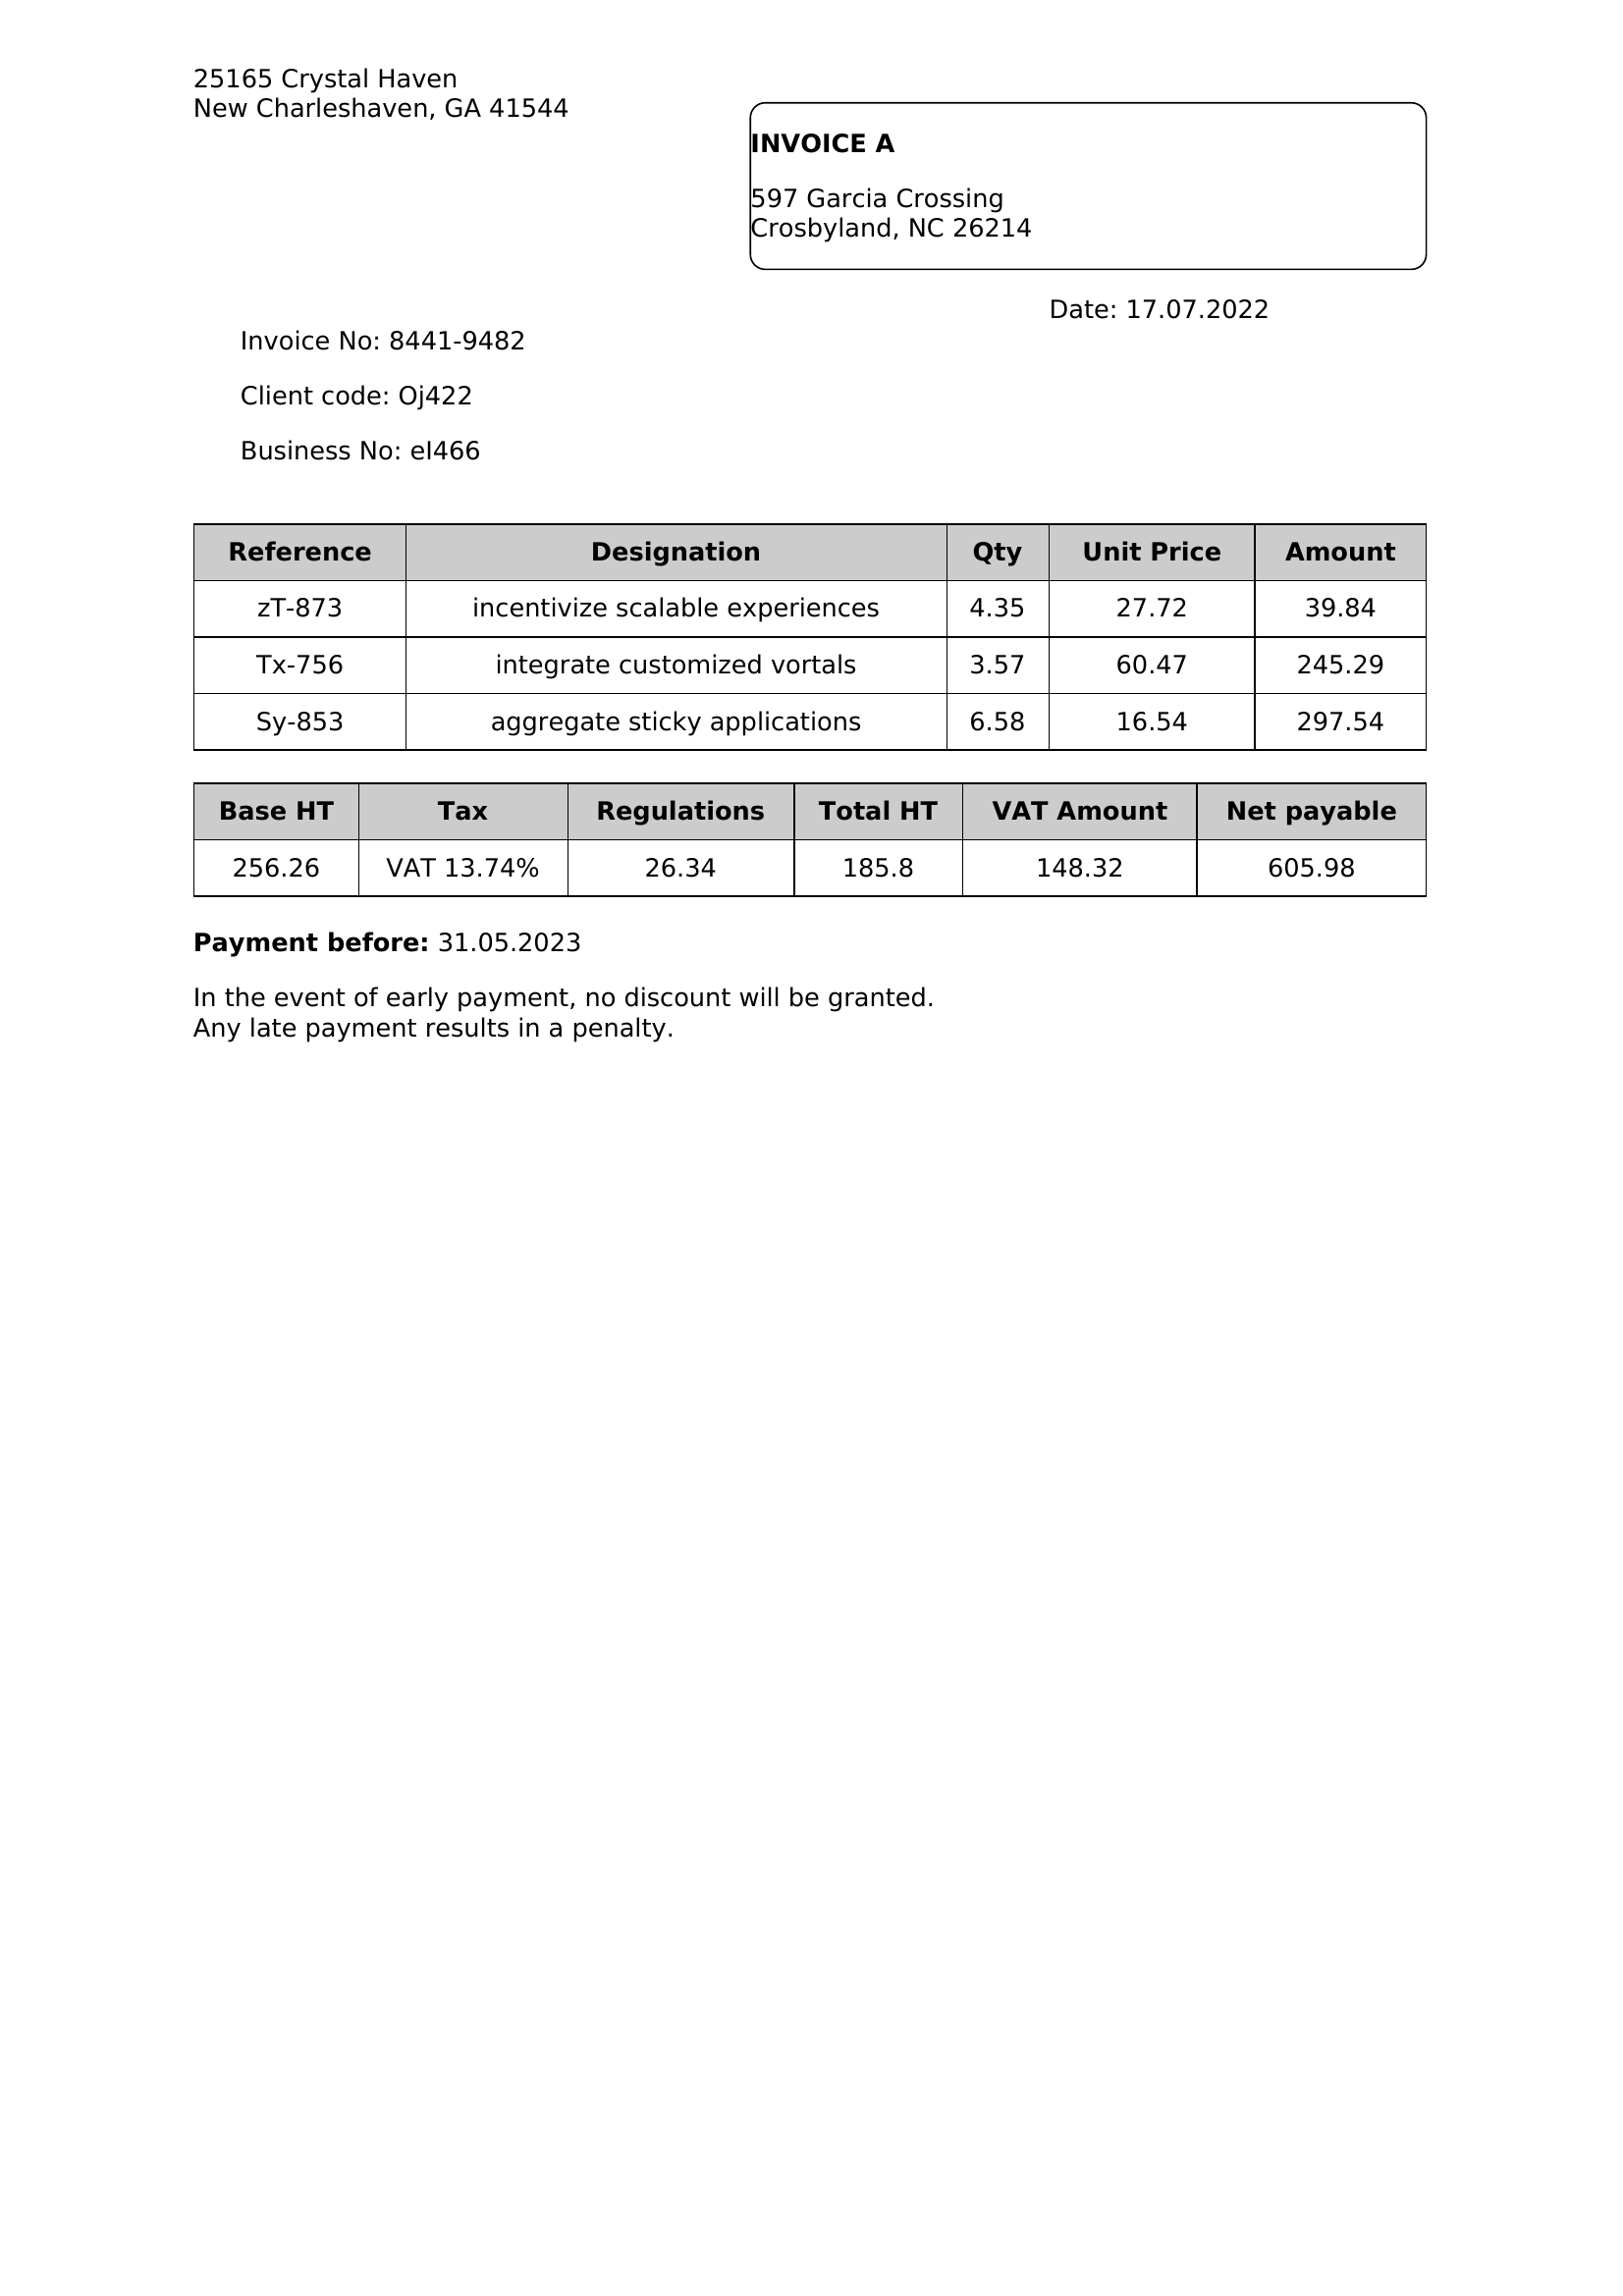 25165 Crystal Haven
New Charleshaven, GA 41544
INVOICE A
597 Garcia Crossing
Crosbyland, NC 26214
Date: 17.07.2022
Invoice No: 8441-9482
Client code: Oj422
Business No: eI466
Reference Designation Qty Unit Price Amount
zT-873 incentivize scalable experiences 4.35 27.72 39.84
Tx-756 integrate customized vortals 3.57 60.47 245.29
Sy-853 aggregate sticky applications 6.58 16.54 297.54
Base HT Tax Regulations Total HT VAT Amount Net payable
256.26 VAT 13.74% 26.34 185.8 148.32 605.98
Payment before: 31.05.2023
In the event of early payment, no discount will be granted.
Any late payment results in a penalty.